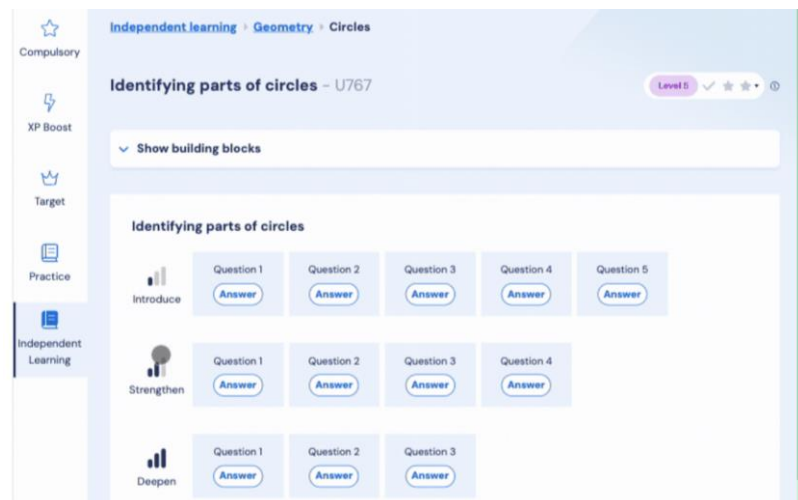 Compulsory
XP Boost
Target
Practice
Independent
Learning
Independent learning › Geometry › Circles
Identifying parts of circles – U767
Level 5
Show building blocks
Identifying parts of circles
Introduce
Question 1 Question 2 Question 3 Question 4 Question 5
Answer Answer Answer Answer Answer
Strengthen
Question 1 Question 2 Question 3 Question 4
Answer Answer Answer Answer
Deepen
Question 1 Question 2 Question 3
Answer Answer Answer